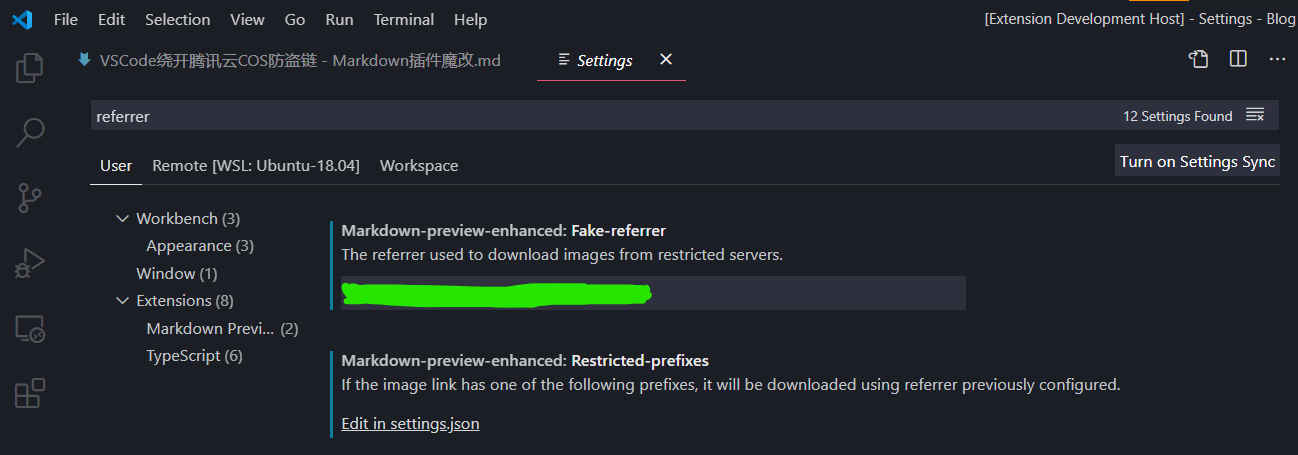 File Edit Selection View Go Run Terminal Help [Extension Development Host] - Settings - Blog
VSCode绕开腾讯云COS防盗链 - Markdown插件魔改.md Settings
referrer 12 Settings Found
User Remote [WSL: Ubuntu-18.04] Workspace Turn on Settings Sync
Workbench (3)
Appearance (3)
Window (1)
Extensions (8)
Markdown Previ... (2)
TypeScript (6)
Markdown-preview-enhanced: Fake-referrer
The referrer used to download images from restricted servers.
Markdown-preview-enhanced: Restricted-prefixes
If the image link has one of the following prefixes, it will be downloaded using referrer previously configured.
Edit in settings.json